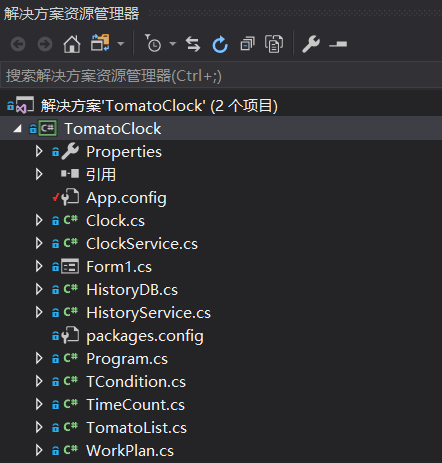 解决方案资源管理器
搜索解决方案资源管理器(Ctrl+;)
解决方案'TomatoClock' (2 个项目)
C# TomatoClock
Properties
引用
App.config
C# Clock.cs
C# ClockService.cs
Form1.cs
C# HistoryDB.cs
C# HistoryService.cs
packages.config
C# Program.cs
C# TCondition.cs
C# TimeCount.cs
C# TomatoList.cs
C# WorkPlan.cs